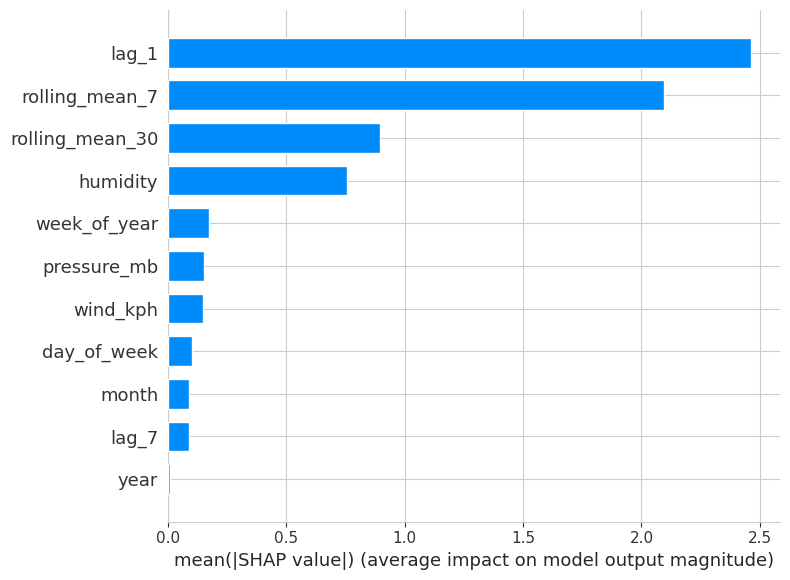 lag_1
rolling_mean_7
rolling_mean_30
humidity
week_of_year
pressure_mb
wind_kph
day_of_week
month
lag_7
year
0.0 0.5 1.0 1.5 2.0 2.5
mean(|SHAP value|) (average impact on model output magnitude)